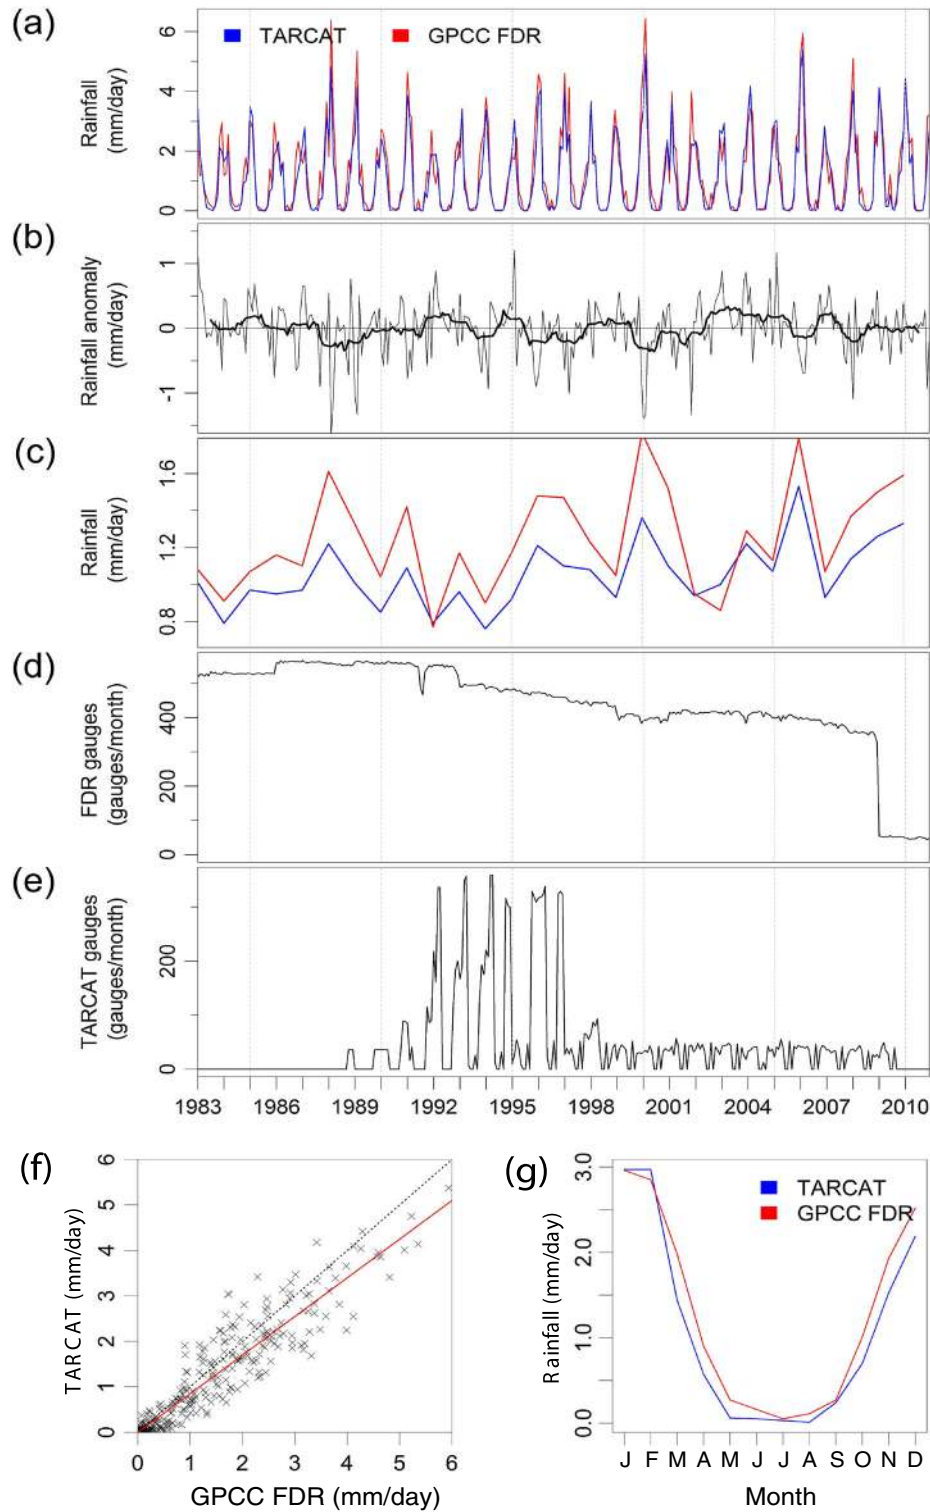 (a)
TARCAT
GPCC FDR
Rainfall
(mm/day)
6
4
2
0
(b)
Rainfall anomaly
(mm/day)
1
0
-1
(c)
Rainfall
(mm/day)
1.6
1.2
0.8
(d)
FDR gauges
(gauges/month)
400
200
0
(e)
TARCAT gauges
(gauges/month)
200
0
1983 1986 1989 1992 1995 1998 2001 2004 2007 2010
(f)
TARCAT (mm/day)
6
5
4
3
2
1
0
0 1 2 3 4 5 6
GPCC FDR (mm/day)
(g)
TARCAT
GPCC FDR
Rainfall (mm/day)
3.0
2.0
1.0
0.0
J F M A M J J A S O N D
Month